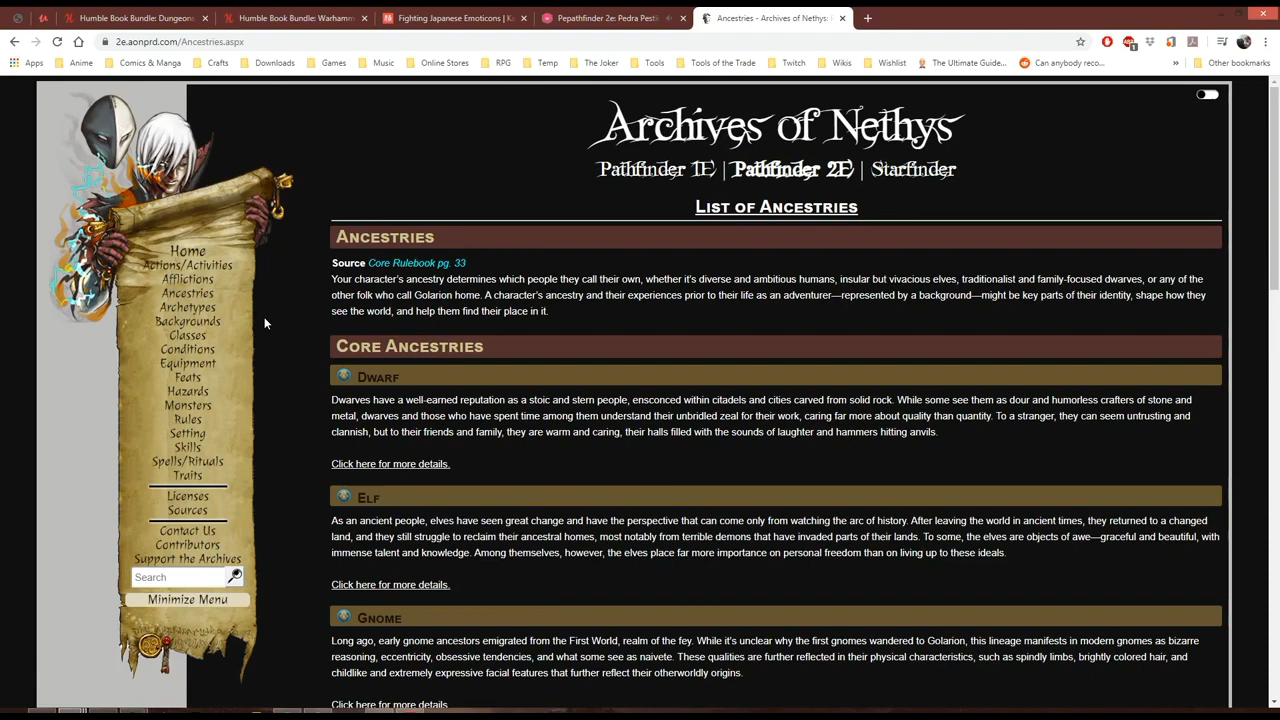 Humble Book Bundle: Dungeons
Humble Book Bundle: Warhamm
Fighting Japanese Emoticons | Ka
Pepathfinder 2e: Pedra Pesti
Ancestries - Archives of Nethys:
2e.aonprd.com/Ancestries.aspx
Apps
Anime
Comics & Manga
Crafts
Downloads
Games
Music
Online Stores
RPG
Temp
The Joker
Tools
Tools of the Trade
Twitch
Wikis
Wishlist
The Ultimate Guide...
Can anybody reco...
Other bookmarks
Archives of Nethys
Pathfinder 1E | Pathfinder 2E | Starfinder
List of Ancestries
Home
Actions/Activities
Afflictions
Ancestries
Archetypes
Backgrounds
Classes
Conditions
Equipment
Feats
Hazards
Monsters
Rules
Setting
Skills
Spells/Rituals
Traits
Licenses
Sources
Contact Us
Contributors
Support the Archives
Search
Minimize Menu
Ancestries
Source Core Rulebook pg. 33
Your character's ancestry determines which people they call their own, whether it's diverse and ambitious humans, insular but vivacious elves, traditionalist and family-focused dwarves, or any of the
other folk who call Golarion home. A character's ancestry and their experiences prior to their life as an adventurer—represented by a background—might be key parts of their identity, shape how they
see the world, and help them find their place in it.
Core Ancestries
Dwarf
Dwarves have a well-earned reputation as a stoic and stern people, ensconced within citadels and cities carved from solid rock. While some see them as dour and humorless crafters of stone and
metal, dwarves and those who have spent time among them understand their unbridled zeal for their work, caring far more about quality than quantity. To a stranger, they can seem untrusting and
clannish, but to their friends and family, they are warm and caring, their halls filled with the sounds of laughter and hammers hitting anvils.
Click here for more details.
Elf
As an ancient people, elves have seen great change and have the perspective that can come only from watching the arc of history. After leaving the world in ancient times, they returned to a changed
land, and they still struggle to reclaim their ancestral homes, most notably from terrible demons that have invaded parts of their lands. To some, the elves are objects of awe—graceful and beautiful, with
immense talent and knowledge. Among themselves, however, the elves place far more importance on personal freedom than on living up to these ideals.
Click here for more details.
Gnome
Long ago, early gnome ancestors emigrated from the First World, realm of the fey. While it's unclear why the first gnomes wandered to Golarion, this lineage manifests in modern gnomes as bizarre
reasoning, eccentricity, obsessive tendencies, and what some see as naivete. These qualities are further reflected in their physical characteristics, such as spindly limbs, brightly colored hair, and
childlike and extremely expressive facial features that further reflect their otherworldly origins.
Click here for more details.